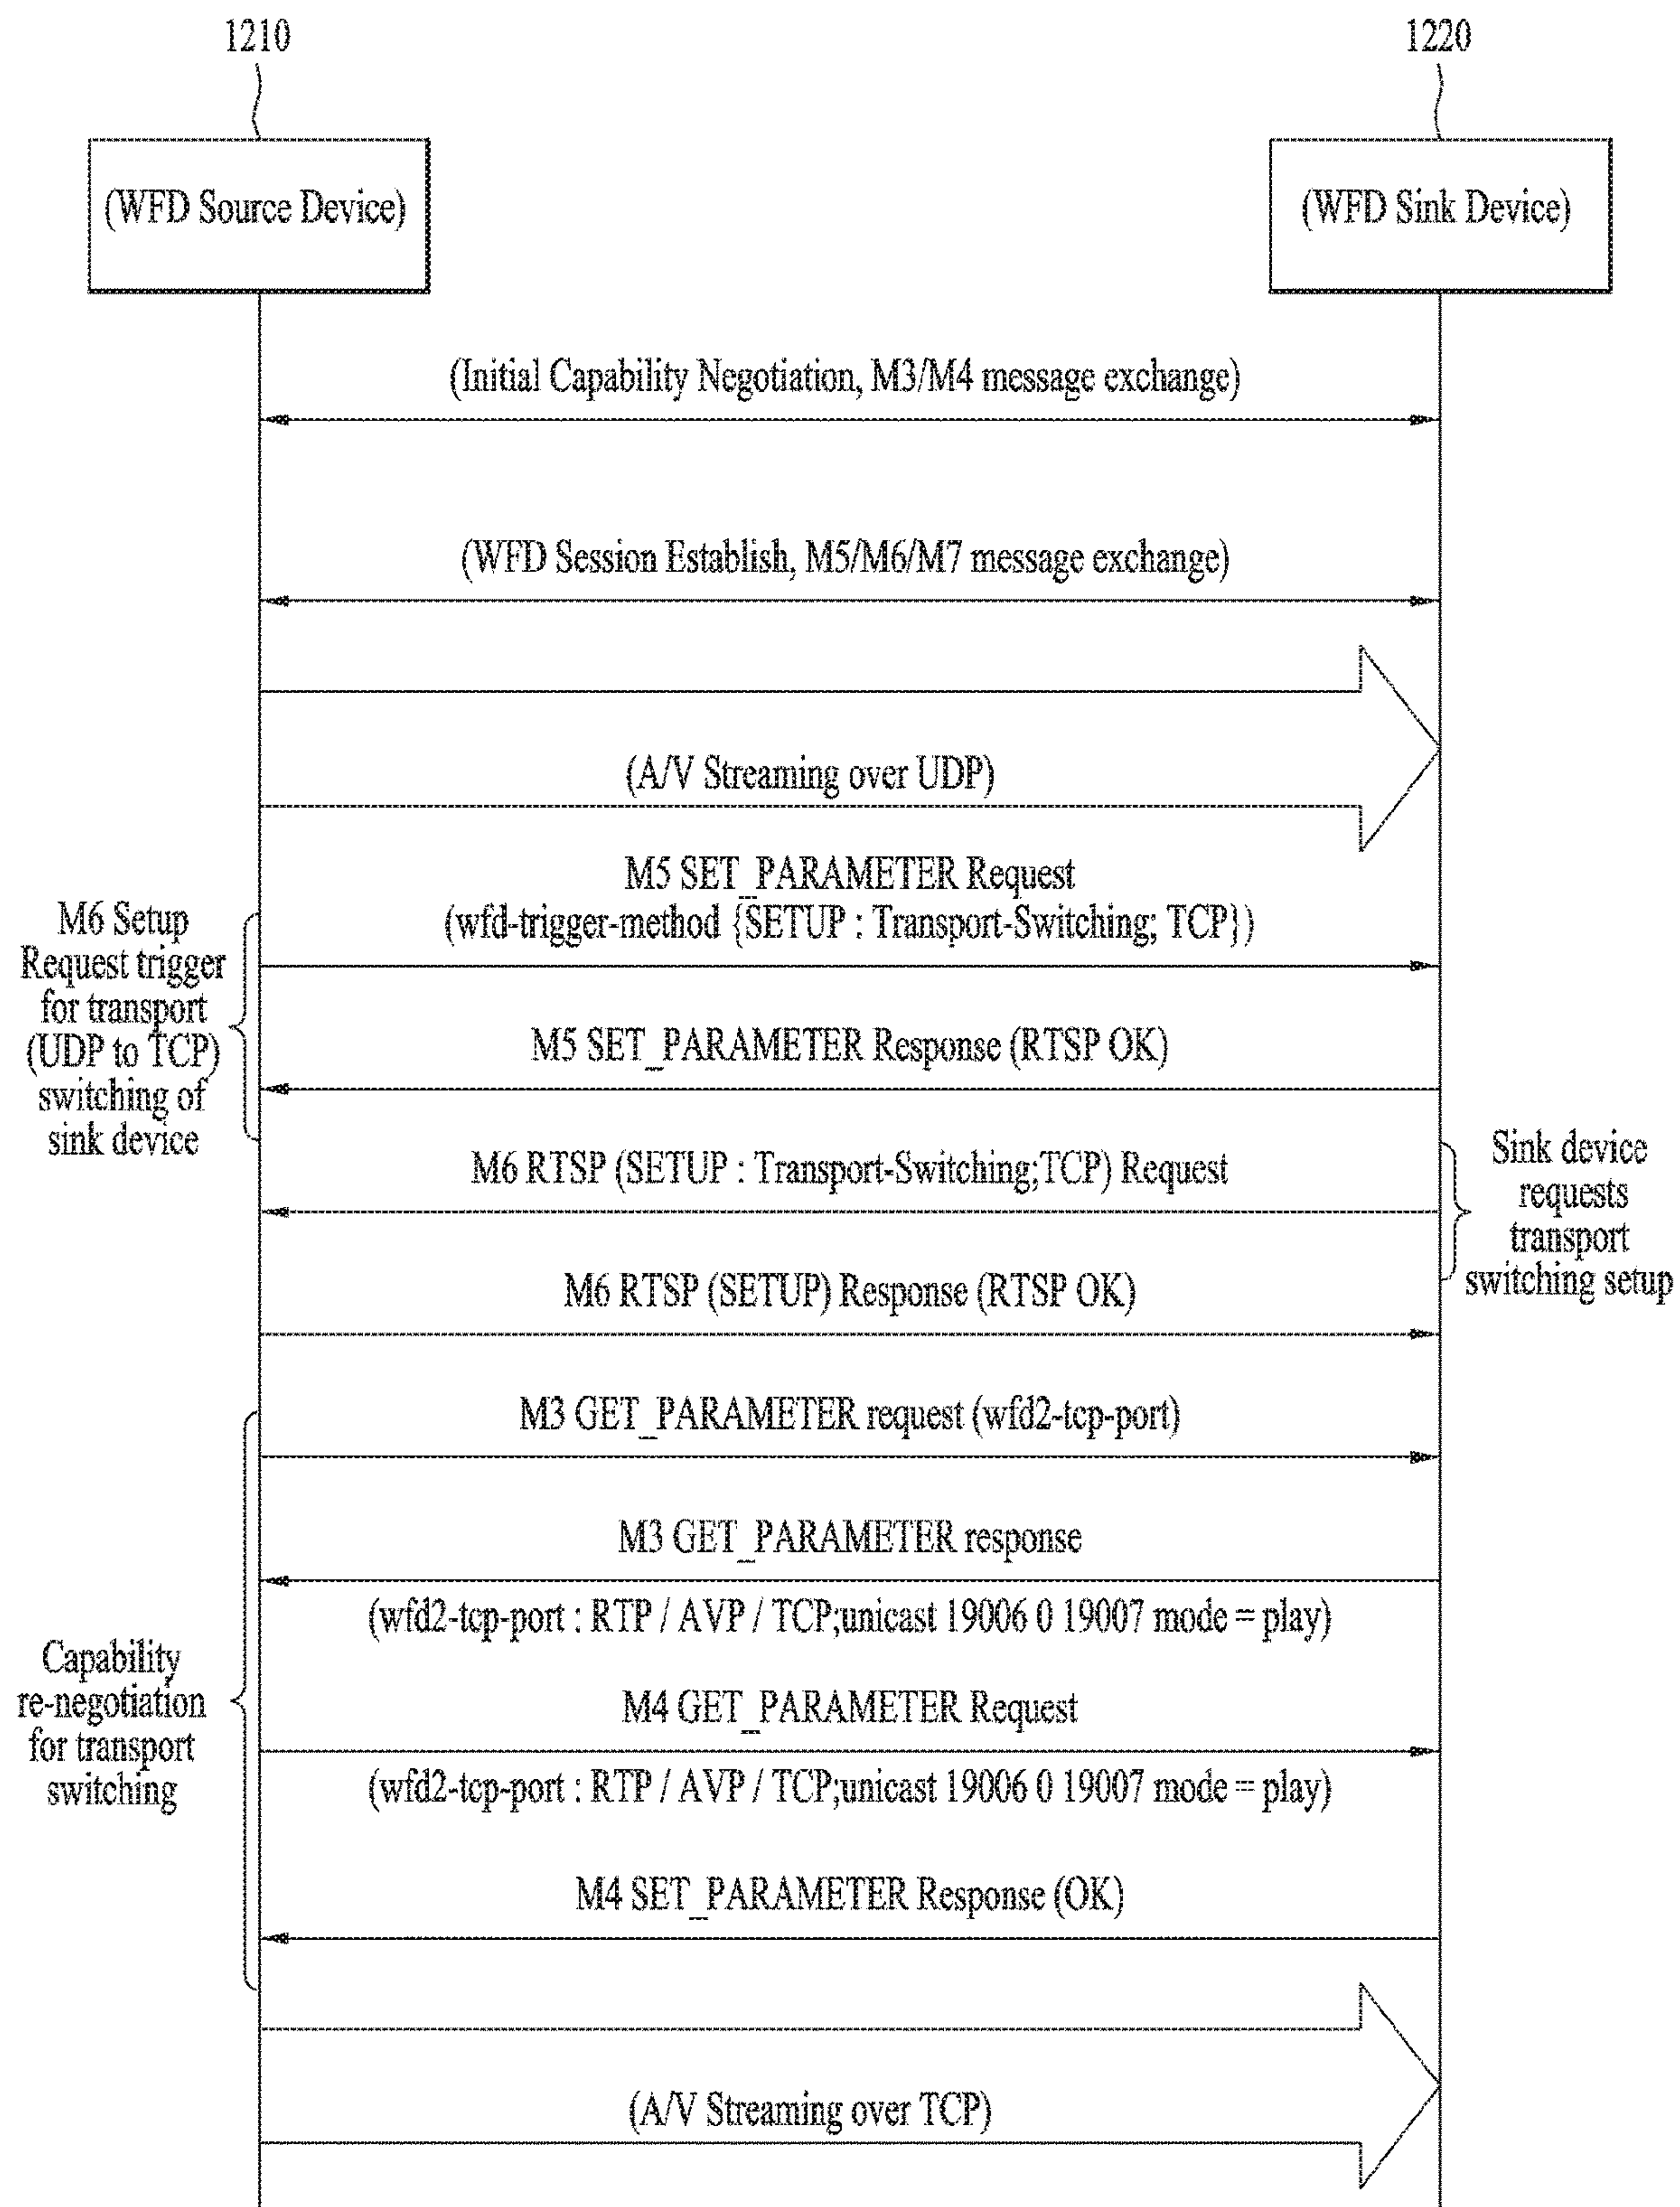 1210
1220
(WFD Source Device)
(WFD Sink Device)
(Initial Capability Negotiation, M3/M4 message exchange)
(WFD Session Establish, M5/M6/M7 message exchange)
(A/V Streaming over UDP)
M5 SET_PARAMETER Request
(wfd-trigger-method {SETUP : Transport-Switching; TCP})
M6 Setup
Request trigger
for transport
(UDP to TCP)
switching of
sink device
M5 SET_PARAMETER Response (RTSP OK)
M6 RTSP (SETUP : Transport-Switching;TCP) Request
Sink device
requests
transport
switching setup
M6 RTSP (SETUP) Response (RTSP OK)
M3 GET_PARAMETER request (wfd2-tcp-port)
M3 GET_PARAMETER response
(wfd2-tcp-port : RTP / AVP / TCP;unicast 19006 0 19007 mode = play)
Capability
re-negotiation
for transport
switching
M4 GET_PARAMETER Request
(wfd2-tcp-port : RTP / AVP / TCP;unicast 19006 0 19007 mode = play)
M4 SET_PARAMETER Response (OK)
(A/V Streaming over TCP)